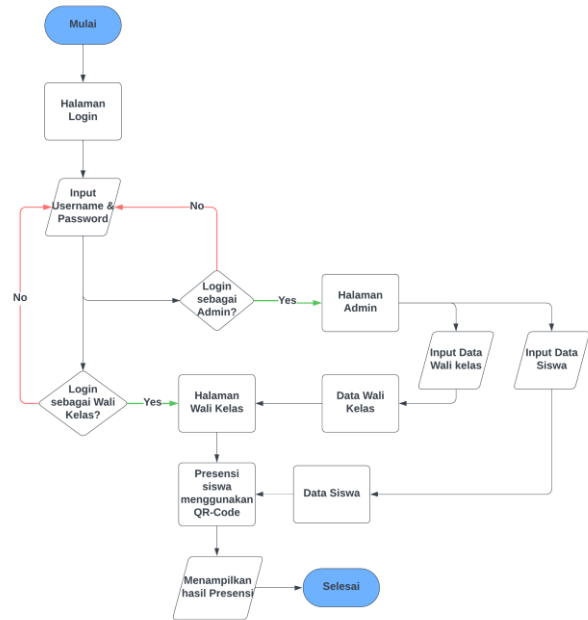 Mulai
Halaman
Login
Input
Username &
Password
No
No
Login
sebagai
Admin?
Yes
Halaman
Admin
Input Data
Wali kelas
Input Data
Siswa
Login
sebagai Wali
Kelas?
Yes
Halaman
Wali Kelas
Data Wali
Kelas
Presensi
siswa
menggunakan
QR-Code
Data Siswa
Menampilkan
hasil Presensi
Selesai